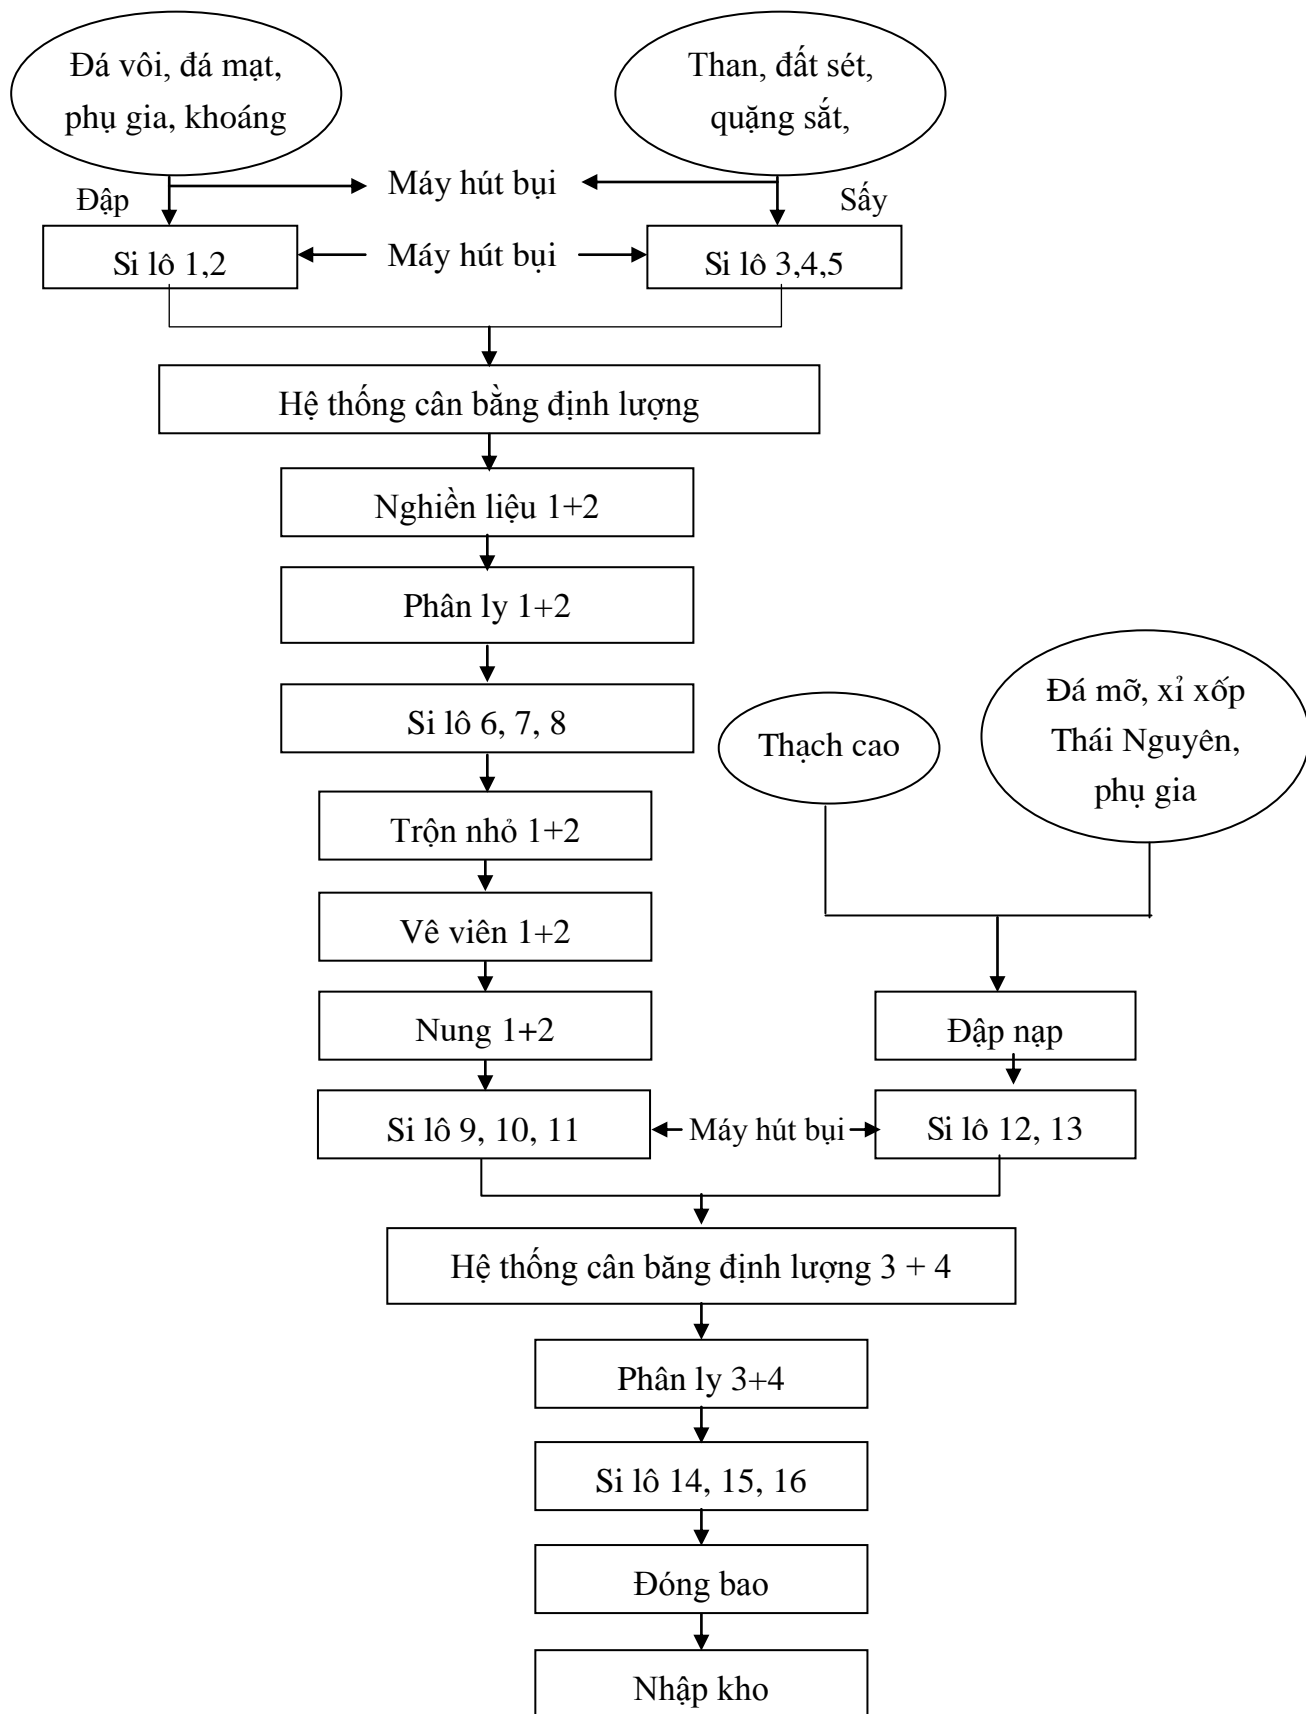 Đá vôi, đá mạt,
phụ gia, khoáng
Than, đất sét,
quặng sắt,
Máy hút bụi
Đập
Sấy
Si lô 1,2
Máy hút bụi
Si lô 3,4,5
Hệ thống cân bằng định lượng
Nghiền liệu 1+2
Phân ly 1+2
Si lô 6, 7, 8
Thạch cao
Đá mỡ, xỉ xốp
Thái Nguyên,
phụ gia
Trộn nhỏ 1+2
Vê viên 1+2
Nung 1+2
Đập nạp
Si lô 9, 10, 11
Máy hút bụi
Si lô 12, 13
Hệ thống cân băng định lượng 3 + 4
Phân ly 3+4
Si lô 14, 15, 16
Đóng bao
Nhập kho